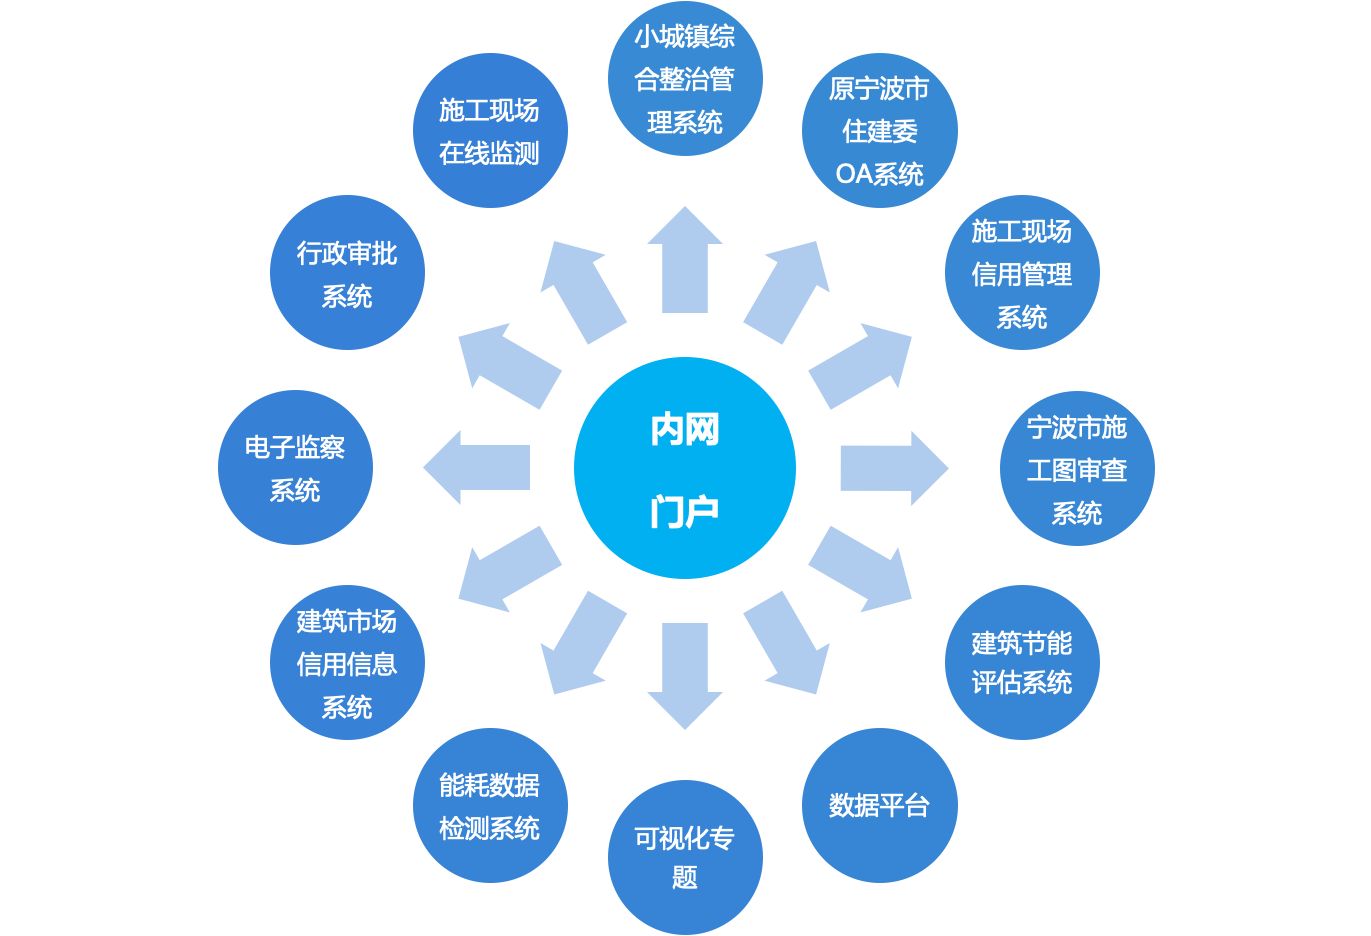 小城镇综
合整治管
理系统
原宁波市
住建委
OA系统
施工现场
信用管理
系统
宁波市施
工图审查
系统
建筑节能
评估系统
数据平台
可视化专
题
能耗数据
检测系统
建筑市场
信用信息
系统
电子监察
系统
行政审批
系统
施工现场
在线监测
内网
门户